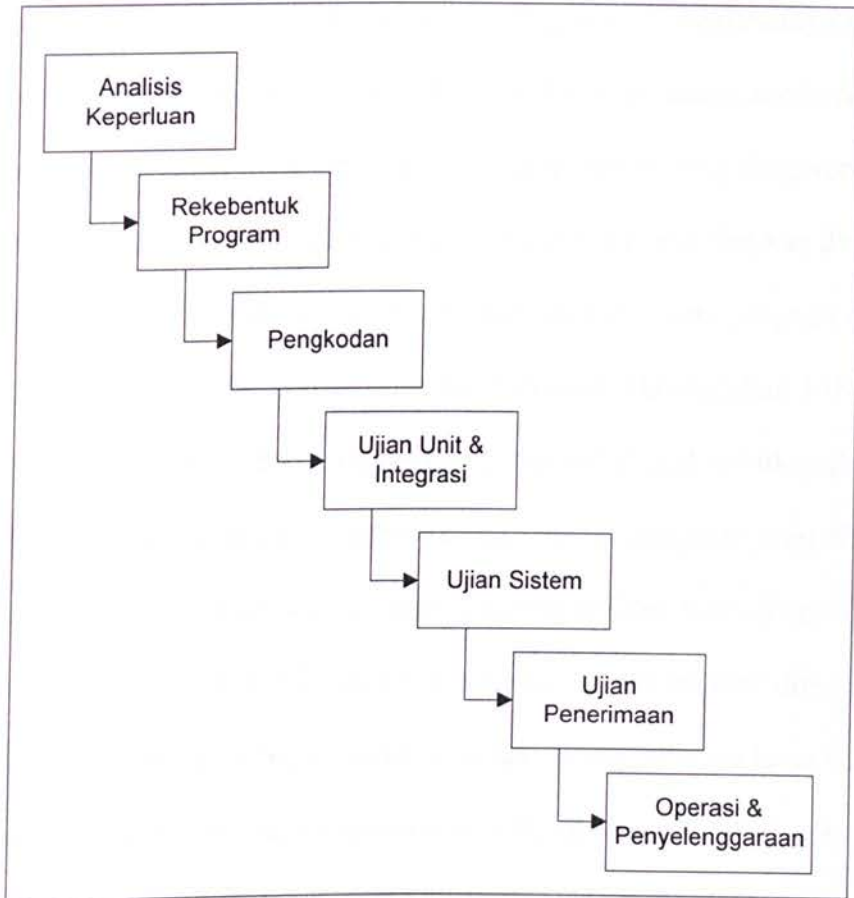 Analisis
Keperluan
Rekebentuk
Program
Pengkodan
Ujian Unit &
Integrasi
Ujian Sistem
Ujian
Penerimaan
Operasi &
Penyelenggaraan